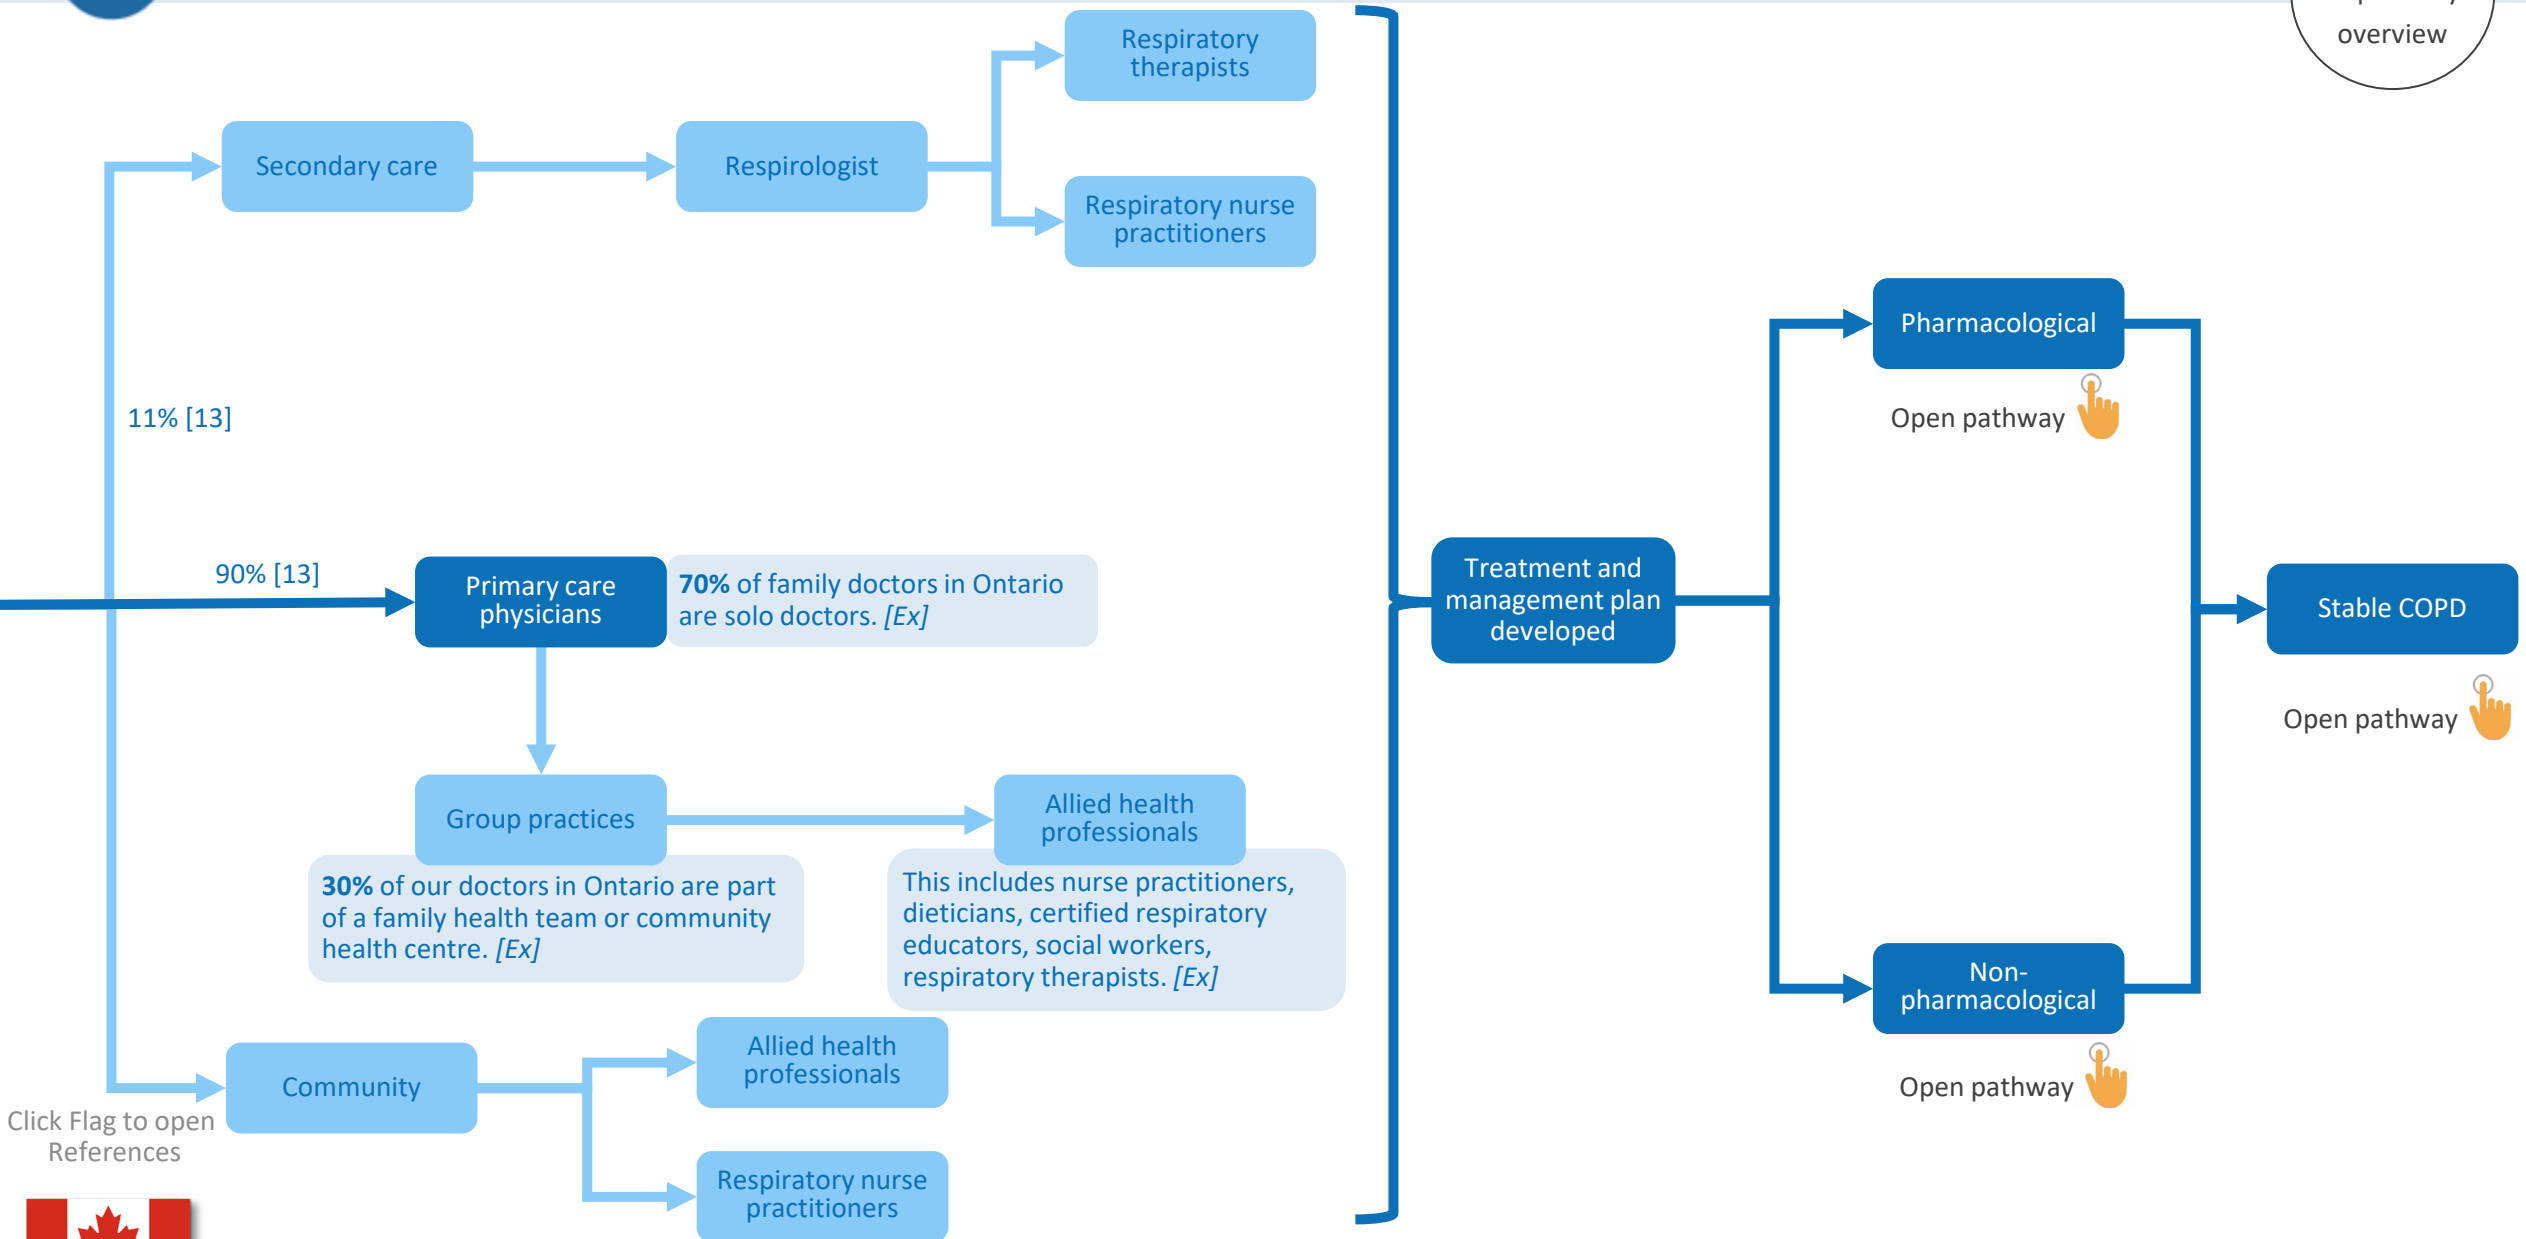 overview
Respiratory
therapists
Secondary care
Respirologist
Respiratory nurse
practitioners
11% [13]
90% [13]
Primary care
physicians
70% of family doctors in Ontario
are solo doctors. [Ex]
Group practices
30% of our doctors in Ontario are part
of a family health team or community
health centre. [Ex]
Allied health
professionals
This includes nurse practitioners,
dieticians, certified respiratory
educators, social workers,
respiratory therapists. [Ex]
Community
Allied health
professionals
Respiratory nurse
practitioners
Click Flag to open
References
Treatment and
management plan
developed
Pharmacological
Open pathway
Non-
pharmacological
Open pathway
Stable COPD
Open pathway